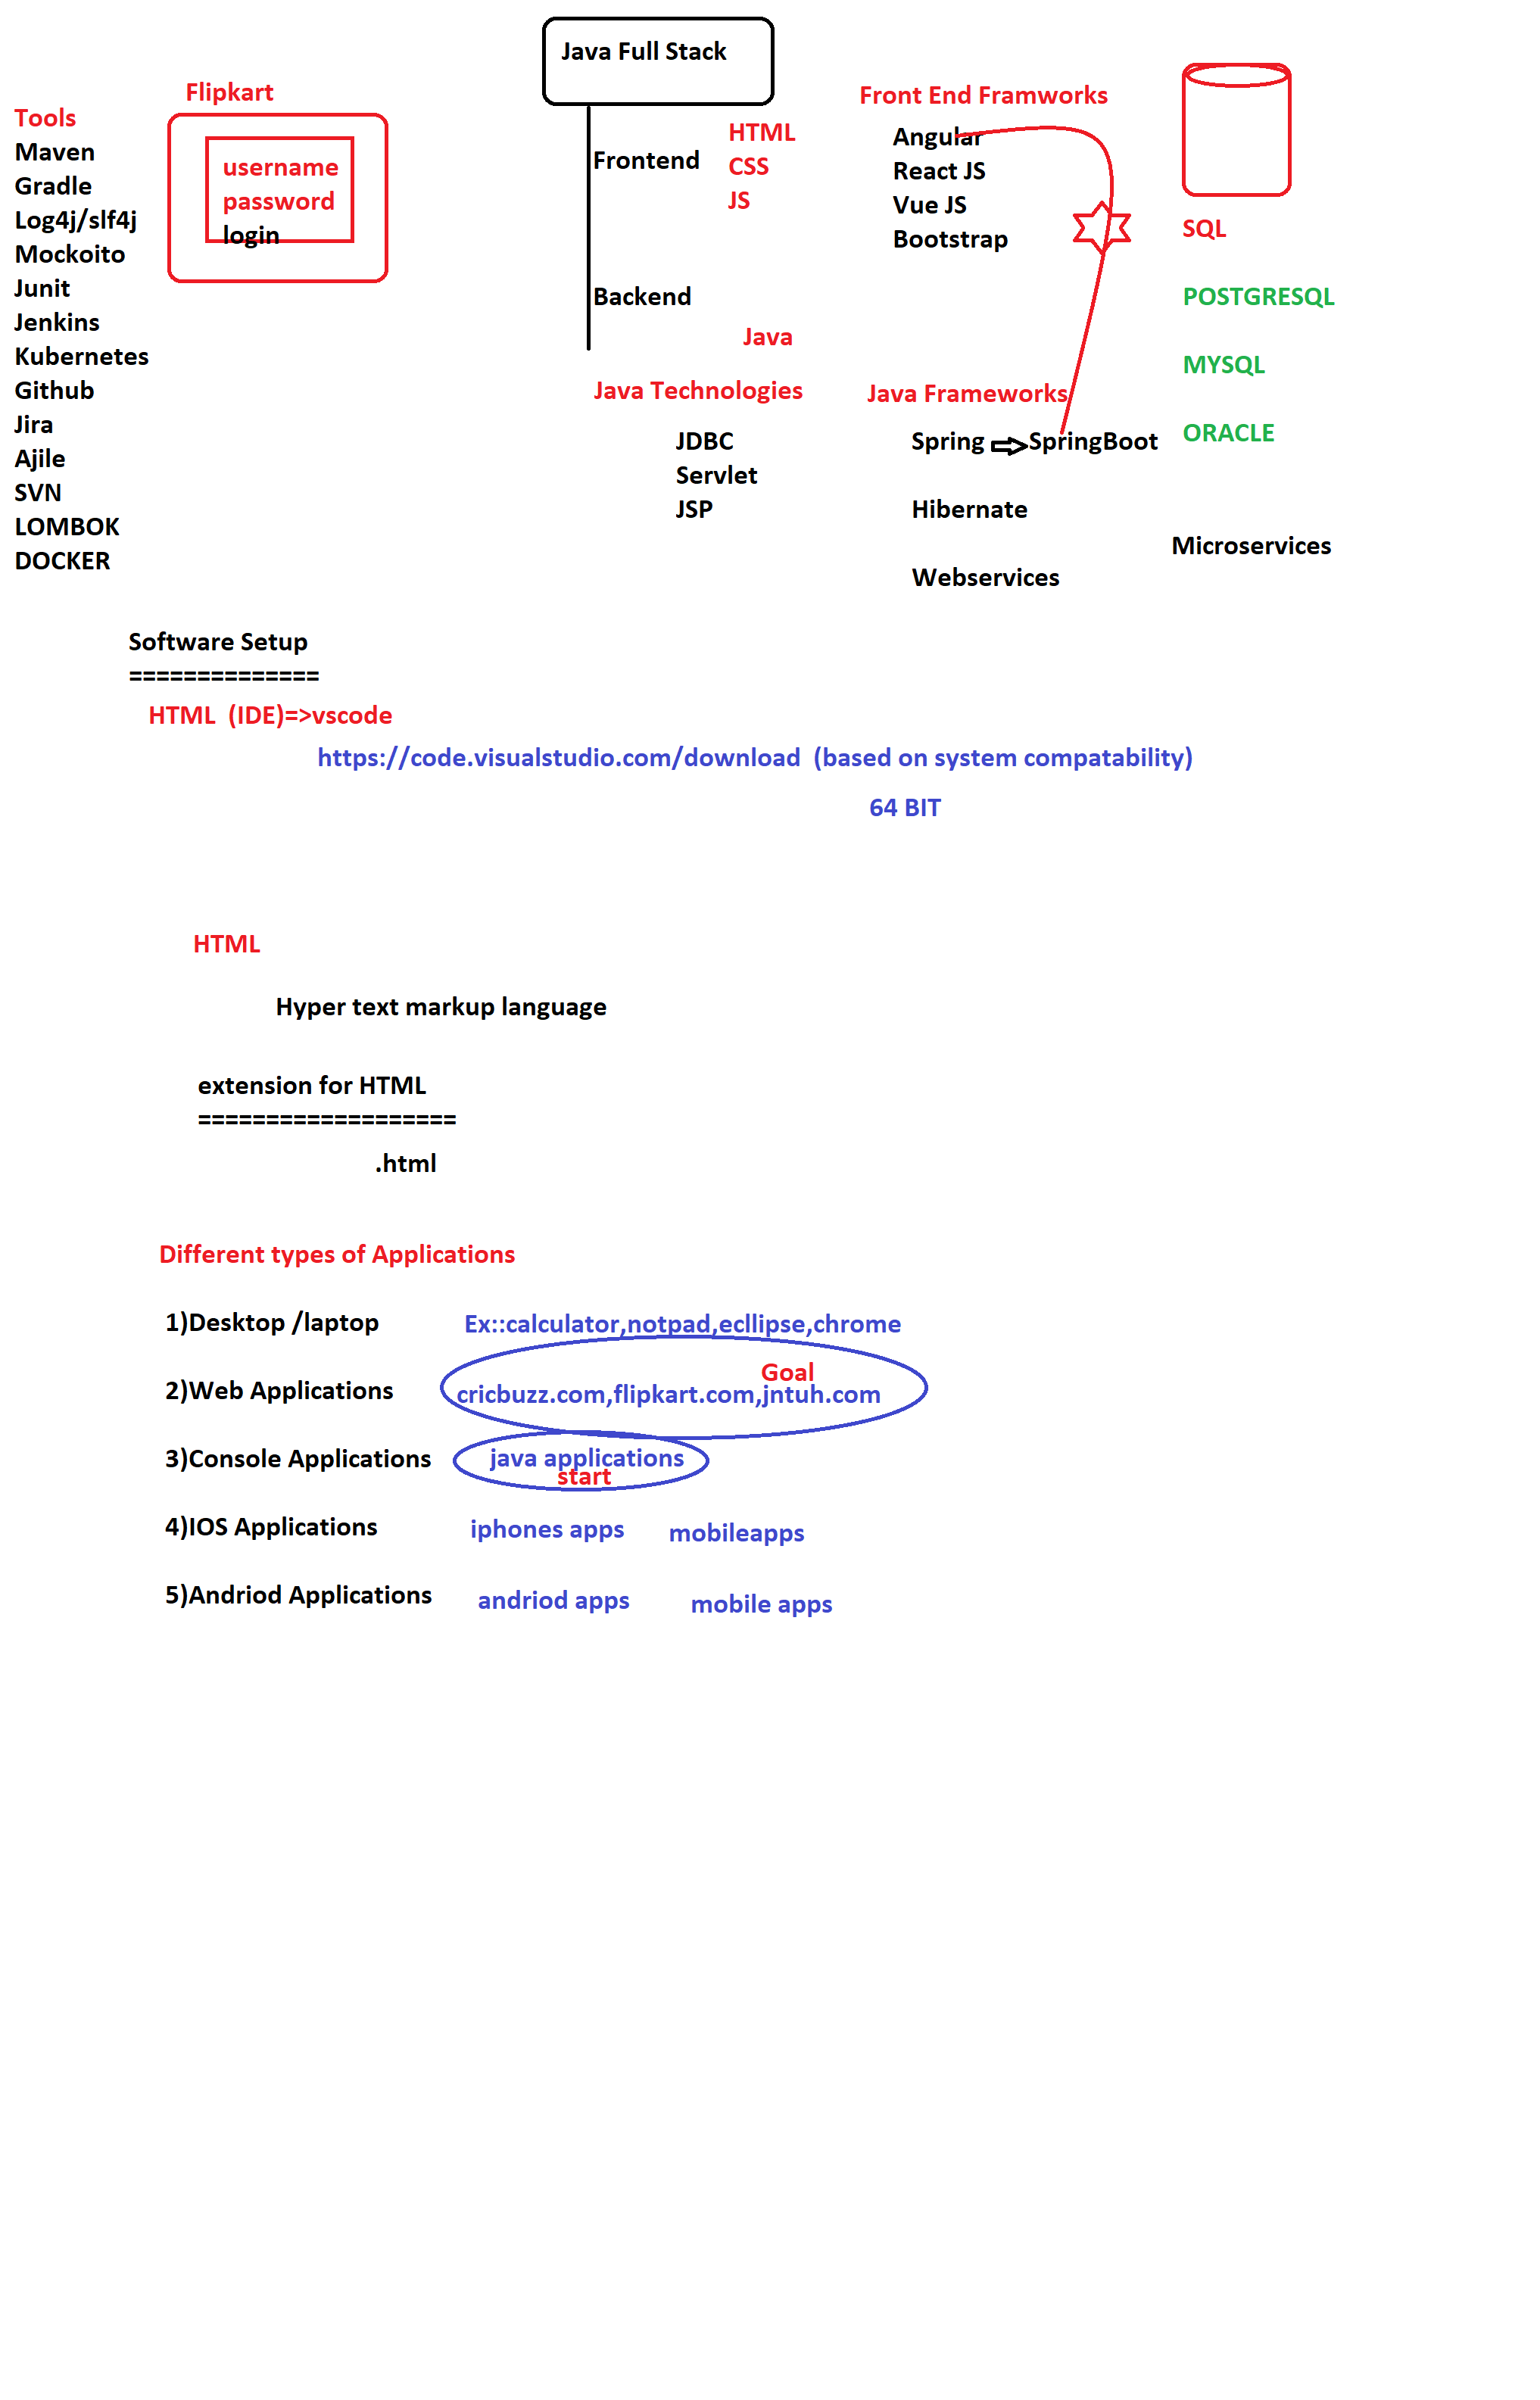 Java Full Stack
Tools
Maven
Gradle
Log4j/slf4j
Mockoito
Junit
Jenkins
Kubernetes
Github
Jira
Ajile
SVN
LOMBOK
DOCKER
Flipkart
username
password
login
Frontend
HTML
CSS
JS
Backend
Java
Java Technologies
JDBC
Servlet
JSP
Front End Framworks
Angular
React JS
Vue JS
Bootstrap
Java Frameworks
Spring SpringBoot
Hibernate
Webservices
SQL
POSTGRESQL
MYSQL
ORACLE
Microservices
Software Setup
==============
HTML (IDE)=>vscode
https://code.visualstudio.com/download (based on system compatability)
64 BIT
HTML
Hyper text markup language
extension for HTML
===================
.html
Different types of Applications
1)Desktop /laptop Ex::calculator,notpad,ecllipse,chrome
Goal
2)Web Applications cricbuzz.com,flipkart.com,jntuh.com
3)Console Applications java applications
start
4)IOS Applications iphones apps mobileapps
5)Andriod Applications andriod apps mobile apps